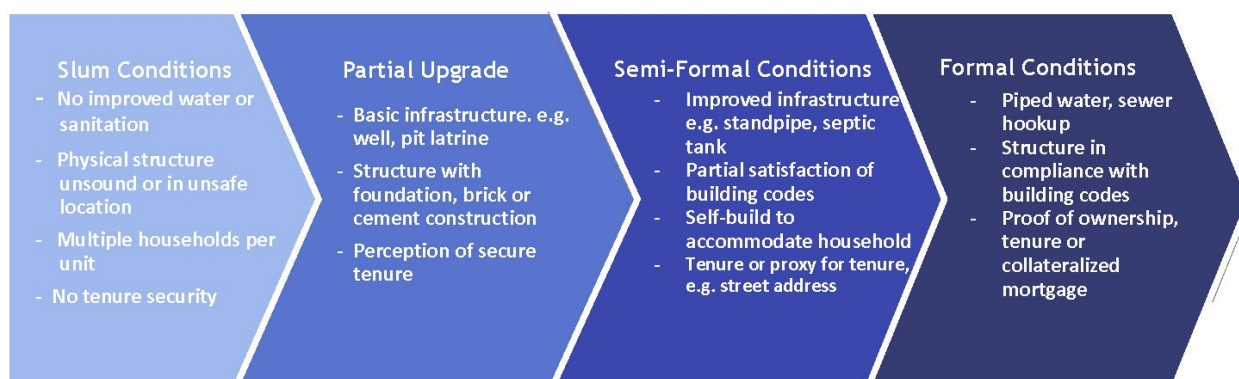 Slum Conditions
- No improved water or
sanitation
- Physical structure
unsound or in unsafe
location
- Multiple households per
unit
- No tenure security
Partial Upgrade
- Basic infrastructure. e.g.
well, pit latrine
- Structure with
foundation, brick or
cement construction
- Perception of secure
tenure
Semi-Formal Conditions
- Improved infrastructure
e.g. standpipe, septic
tank
- Partial satisfaction of
building codes
- Self-build to
accommodate household
- Tenure or proxy for tenure,
e.g. street address
Formal Conditions
- Piped water, sewer
hookup
- Structure in
compliance with
building codes
- Proof of ownership,
tenure or
collateralized
mortgage